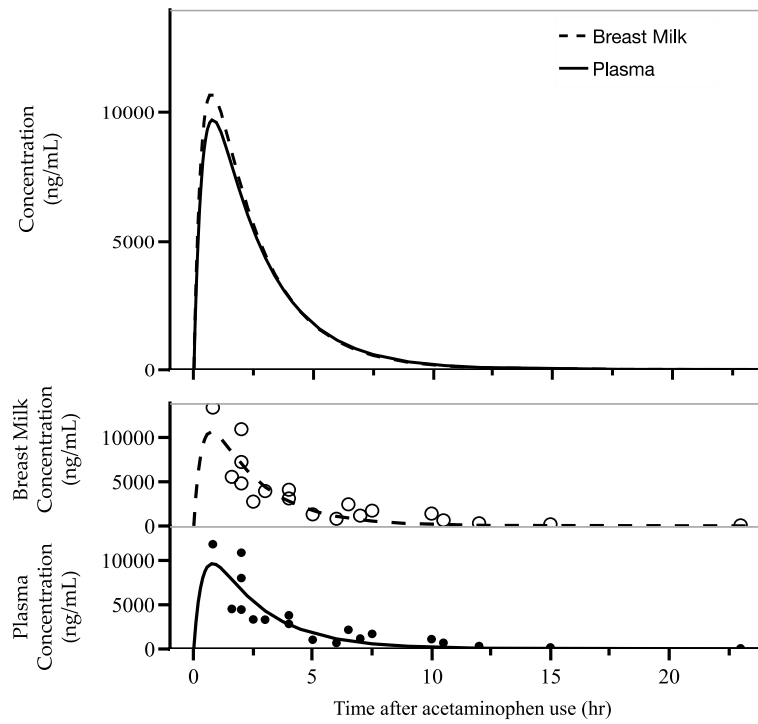 Breast Milk
Plasma
Concentration
(ng/mL)
10000
5000
0
Breast Milk
Concentration
(ng/mL)
10000
5000
0
Plasma
Concentration
(ng/mL)
10000
5000
0
0 5 10 15 20
Time after acetaminophen use (hr)